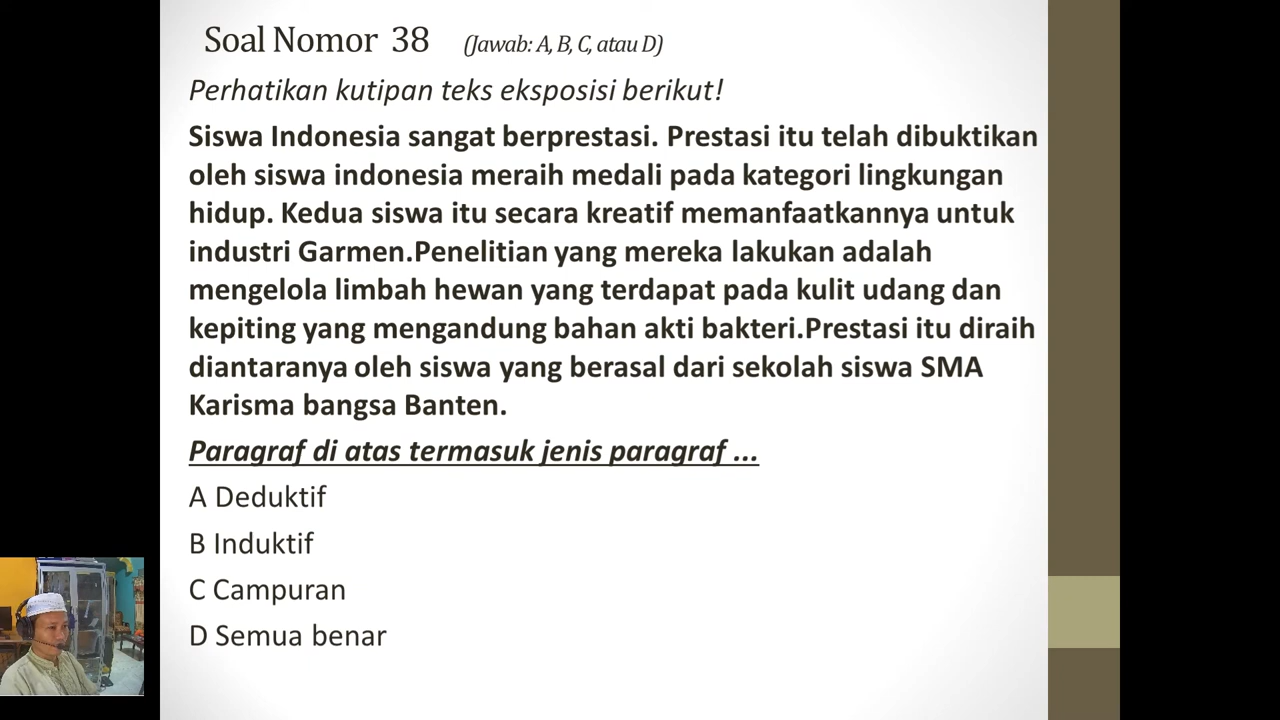 Soal Nomor 38 (Jawab: A, B, C, atau D)
Perhatikan kutipan teks eksposisi berikut!
Siswa Indonesia sangat berprestasi. Prestasi itu telah dibuktikan
oleh siswa indonesia meraih medali pada kategori lingkungan
hidup. Kedua siswa itu secara kreatif memanfaatkannya untuk
industri Garmen.Penelitian yang mereka lakukan adalah
mengelola limbah hewan yang terdapat pada kulit udang dan
kepiting yang mengandung bahan akti bakteri.Prestasi itu diraih
diantaranya oleh siswa yang berasal dari sekolah siswa SMA
Karisma bangsa Banten.
Paragraf di atas termasuk jenis paragraf ...
A Deduktif
B Induktif
C Campuran
D Semua benar